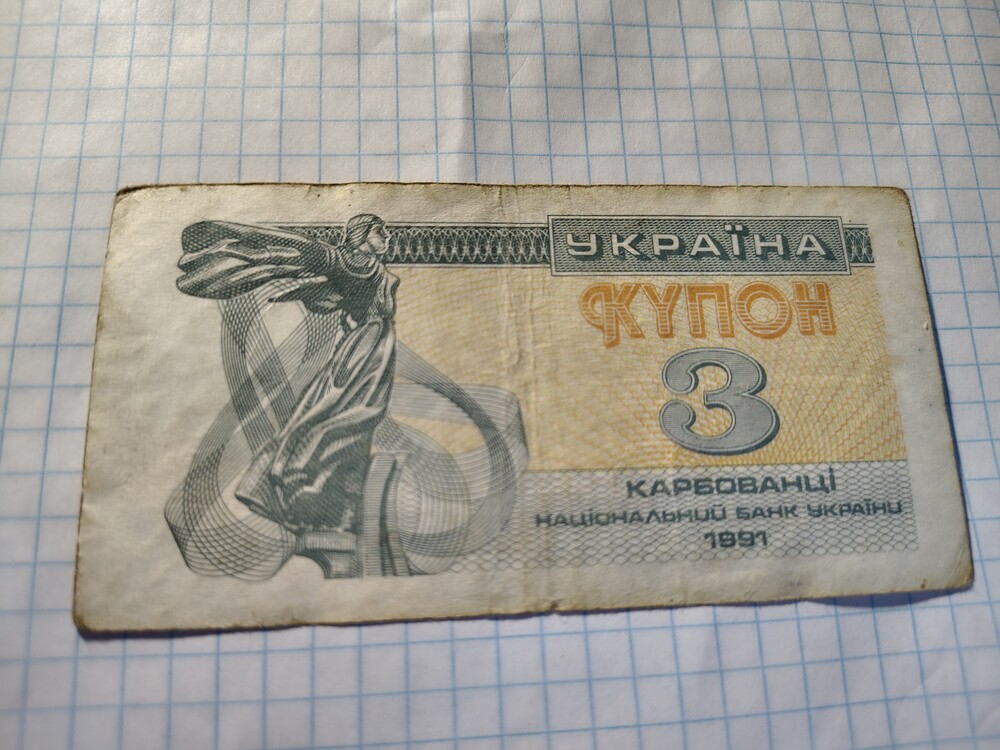 УКРАЇНА
КУПОН
3
КАРБОВАНЦІ
НАЦІОНАЛЬНИЙ БАНК УКРАЇНИ
1991